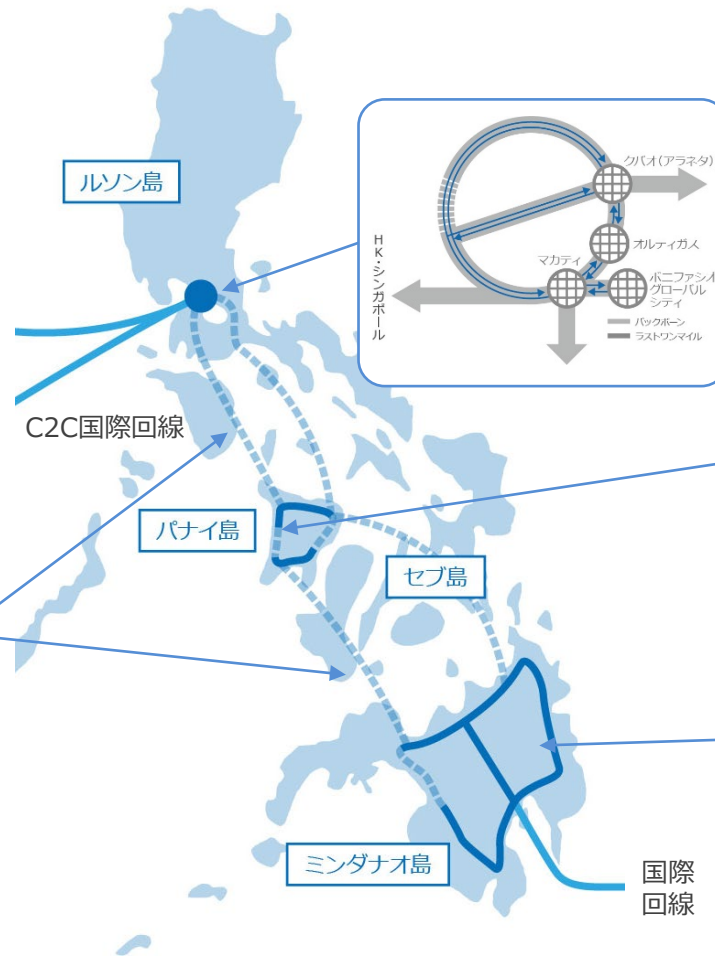 ルソン島
クバオ(アラネタ)
オルティガス
マカティ
ボニファシオ
グローバル
シティ
バックボーン
ラストワンマイル
HK・シンガポール
C2C国際回線
パナイ島
セブ島
ミンダナオ島
国際
回線